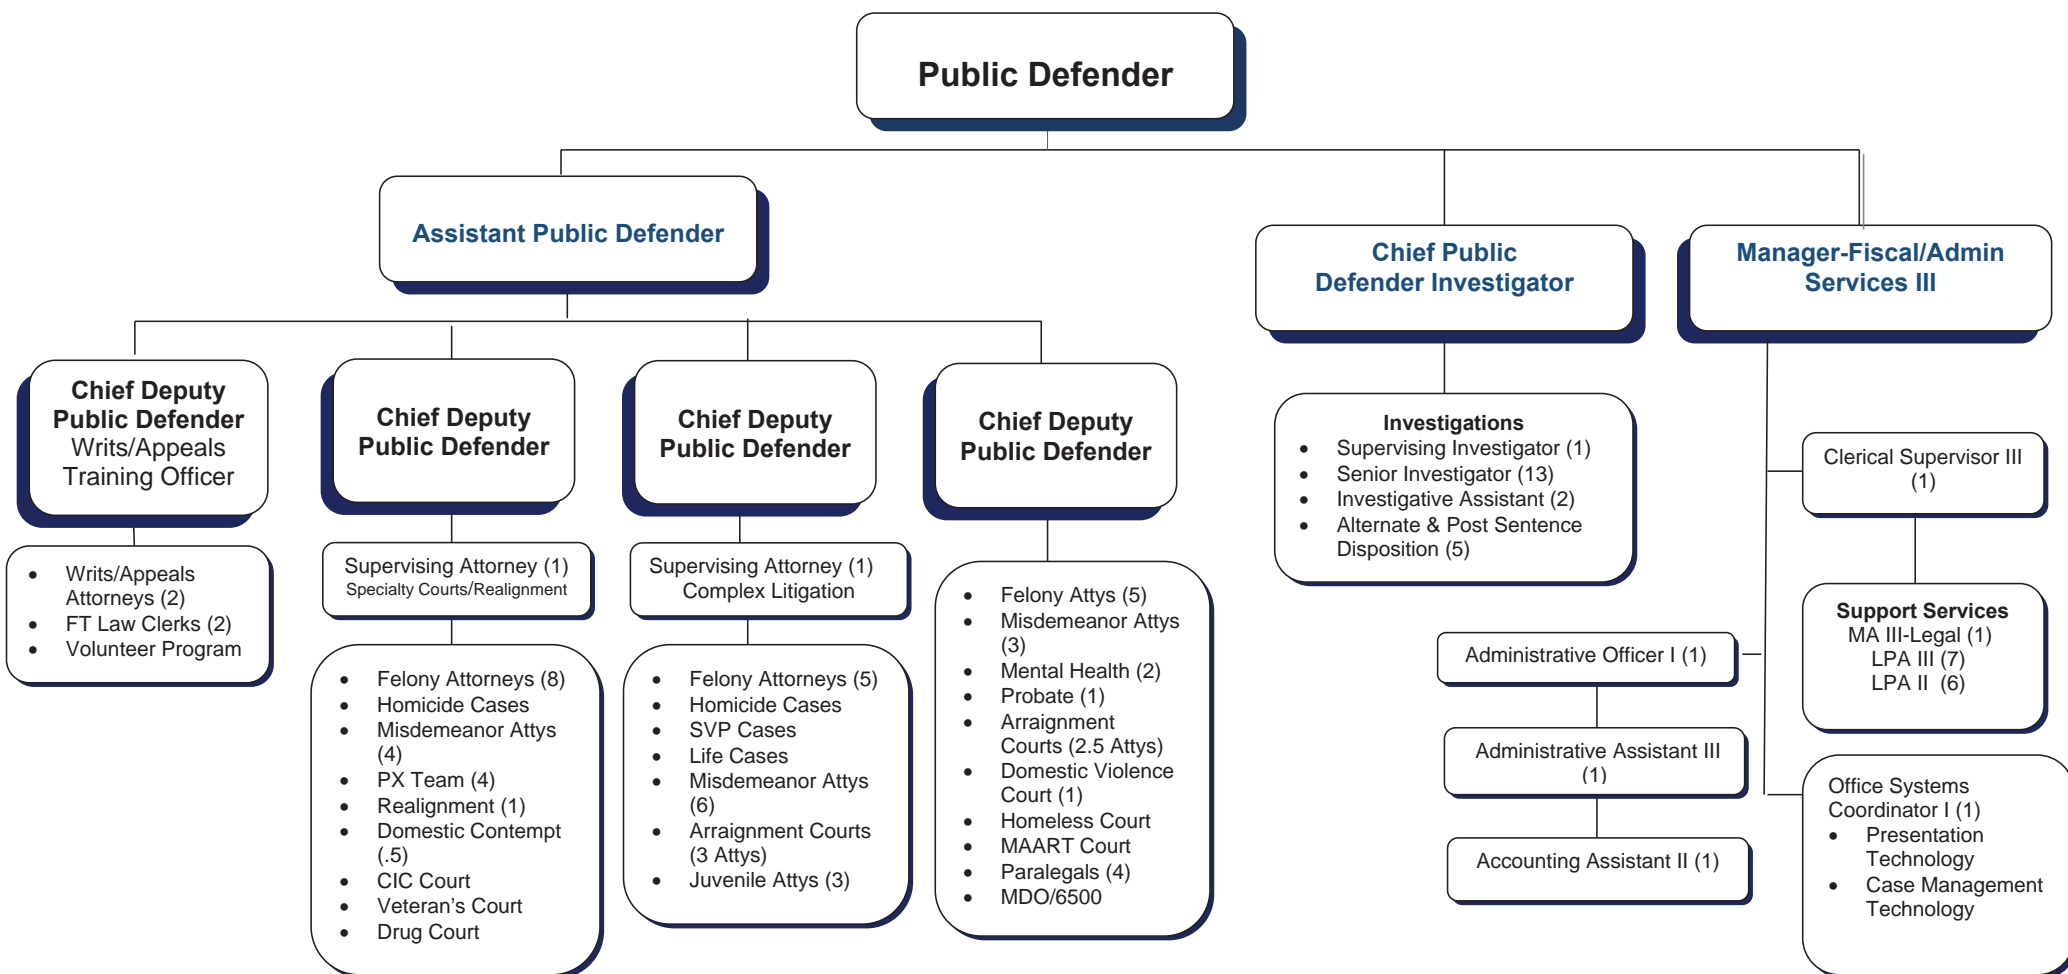 Public Defender
Assistant Public Defender
Chief Public
Defender Investigator
Manager-Fiscal/Admin
Services III
Chief Deputy
Public Defender
Writs/Appeals
Training Officer
• Writs/Appeals
Attorneys (2)
• FT Law Clerks (2)
• Volunteer Program
Chief Deputy
Public Defender
Supervising Attorney (1)
Specialty Courts/Realignment
• Felony Attorneys (8)
• Homicide Cases
• Misdemeanor Attys
(4)
• PX Team (4)
• Realignment (1)
• Domestic Contempt
(.5)
• CIC Court
• Veteran's Court
• Drug Court
Chief Deputy
Public Defender
Supervising Attorney (1)
Complex Litigation
• Felony Attorneys (5)
• Homicide Cases
• SVP Cases
• Life Cases
• Misdemeanor Attys
(6)
• Arraignment Courts
(3 Attys)
• Juvenile Attys (3)
Chief Deputy
Public Defender
• Felony Attys (5)
• Misdemeanor Attys
(3)
• Mental Health (2)
• Probate (1)
• Arraignment
Courts (2.5 Attys)
• Domestic Violence
Court (1)
• Homeless Court
• MAART Court
• Paralegals (4)
• MDO/6500
Investigations
• Supervising Investigator (1)
• Senior Investigator (13)
• Investigative Assistant (2)
• Alternate & Post Sentence
Disposition (5)
Clerical Supervisor III
(1)
Support Services
MA III-Legal (1)
LPA III (7)
LPA II (6)
Administrative Officer I (1)
Administrative Assistant III
(1)
Accounting Assistant II (1)
Office Systems
Coordinator I (1)
• Presentation
Technology
• Case Management
Technology